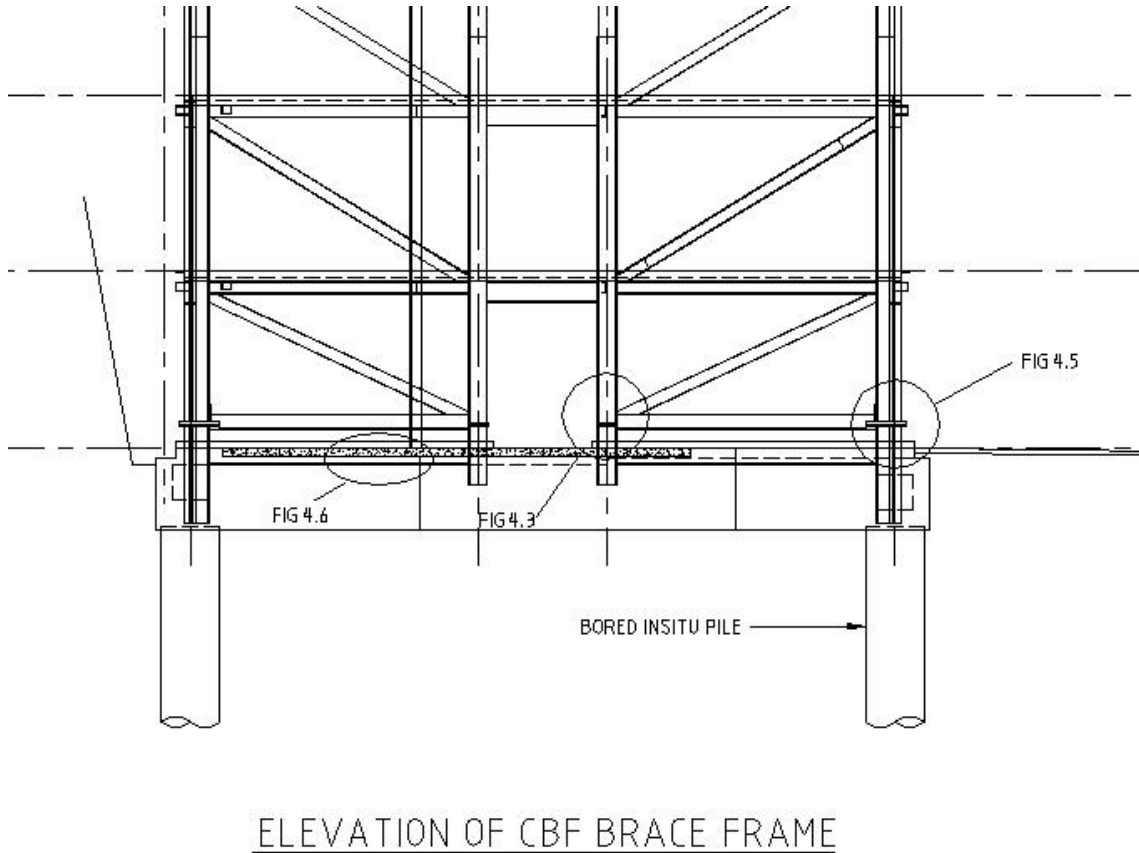 FIG 4.5
FIG 4.6
FIG 4.3
BORED INSITU PILE
ELEVATION OF CBF BRACE FRAME